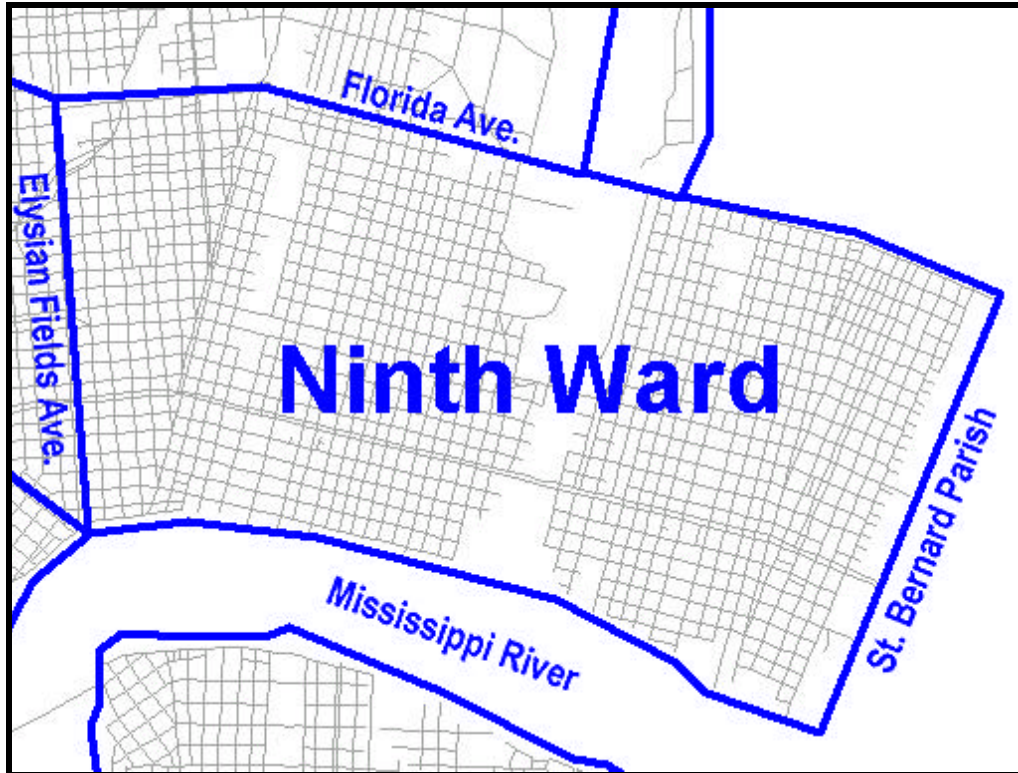 Florida Ave.
Elysian Fields Ave.
Ninth Ward
St. Bernard Parish
Mississippi River